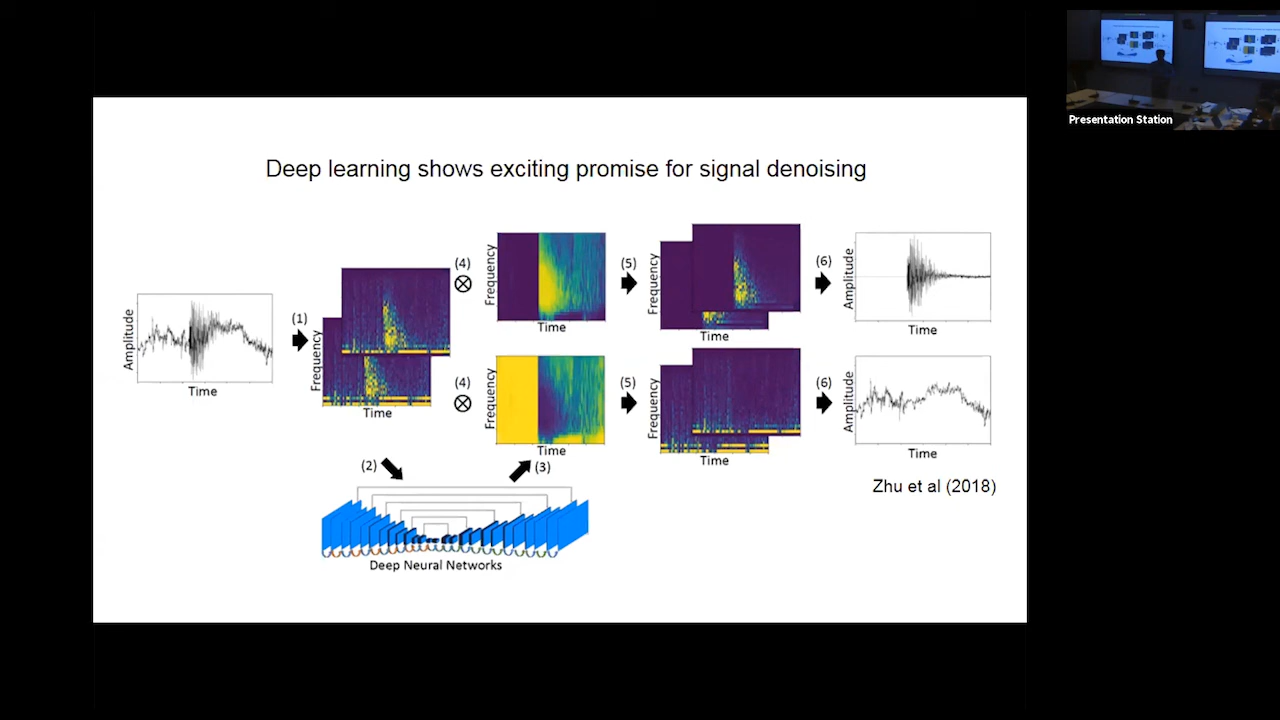 Presentation Station
Deep learning shows exciting promise for signal denoising
Amplitude
Time
(1)
Frequency
Time
(2)
Deep Neural Networks
(3)
(4)
Frequency
Time
(4)
Frequency
Time
(5)
Frequency
Time
(5)
Frequency
Time
(6)
Amplitude
Time
(6)
Amplitude
Time
Zhu et al (2018)